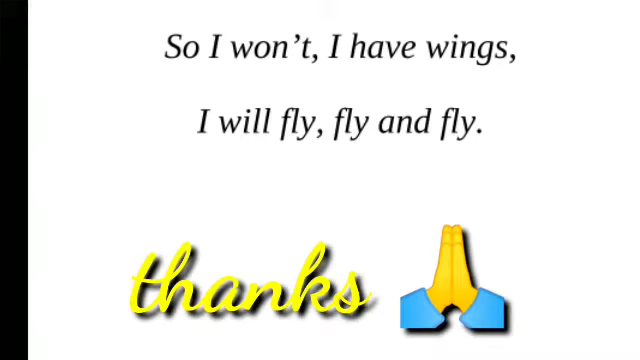 So I won’t, I have wings,
I will fly, fly and fly.
thanks